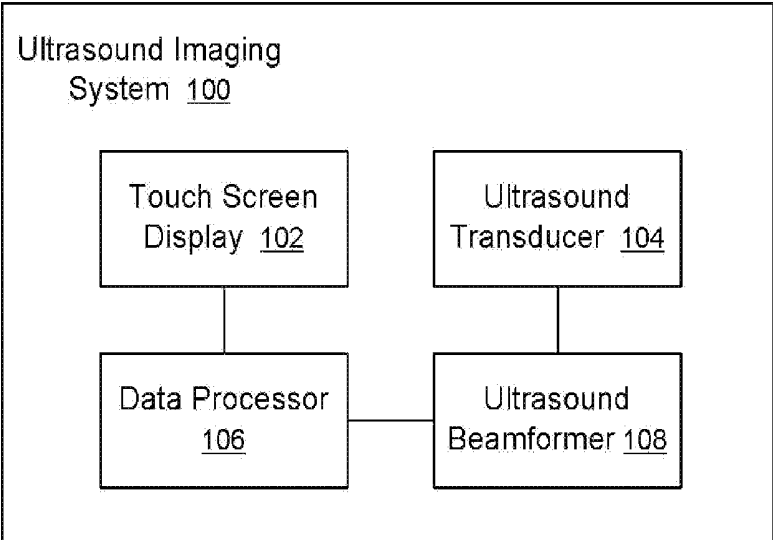 Ultrasound Imaging
System 100
Touch Screen
Display 102
Ultrasound
Transducer 104
Data Processor
106
Ultrasound
Beamformer 108